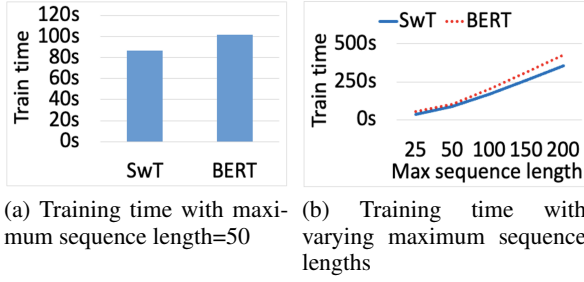 120s
100s
80s
60s
40s
20s
0s
Train time
SwT BERT
(a) Training time with maxi-
mum sequence length=50
SwT BERT
500s
250s
0s
Train time
25 50 100 150 200
Max sequence length
(b) Training time with
varying maximum sequence
lengths